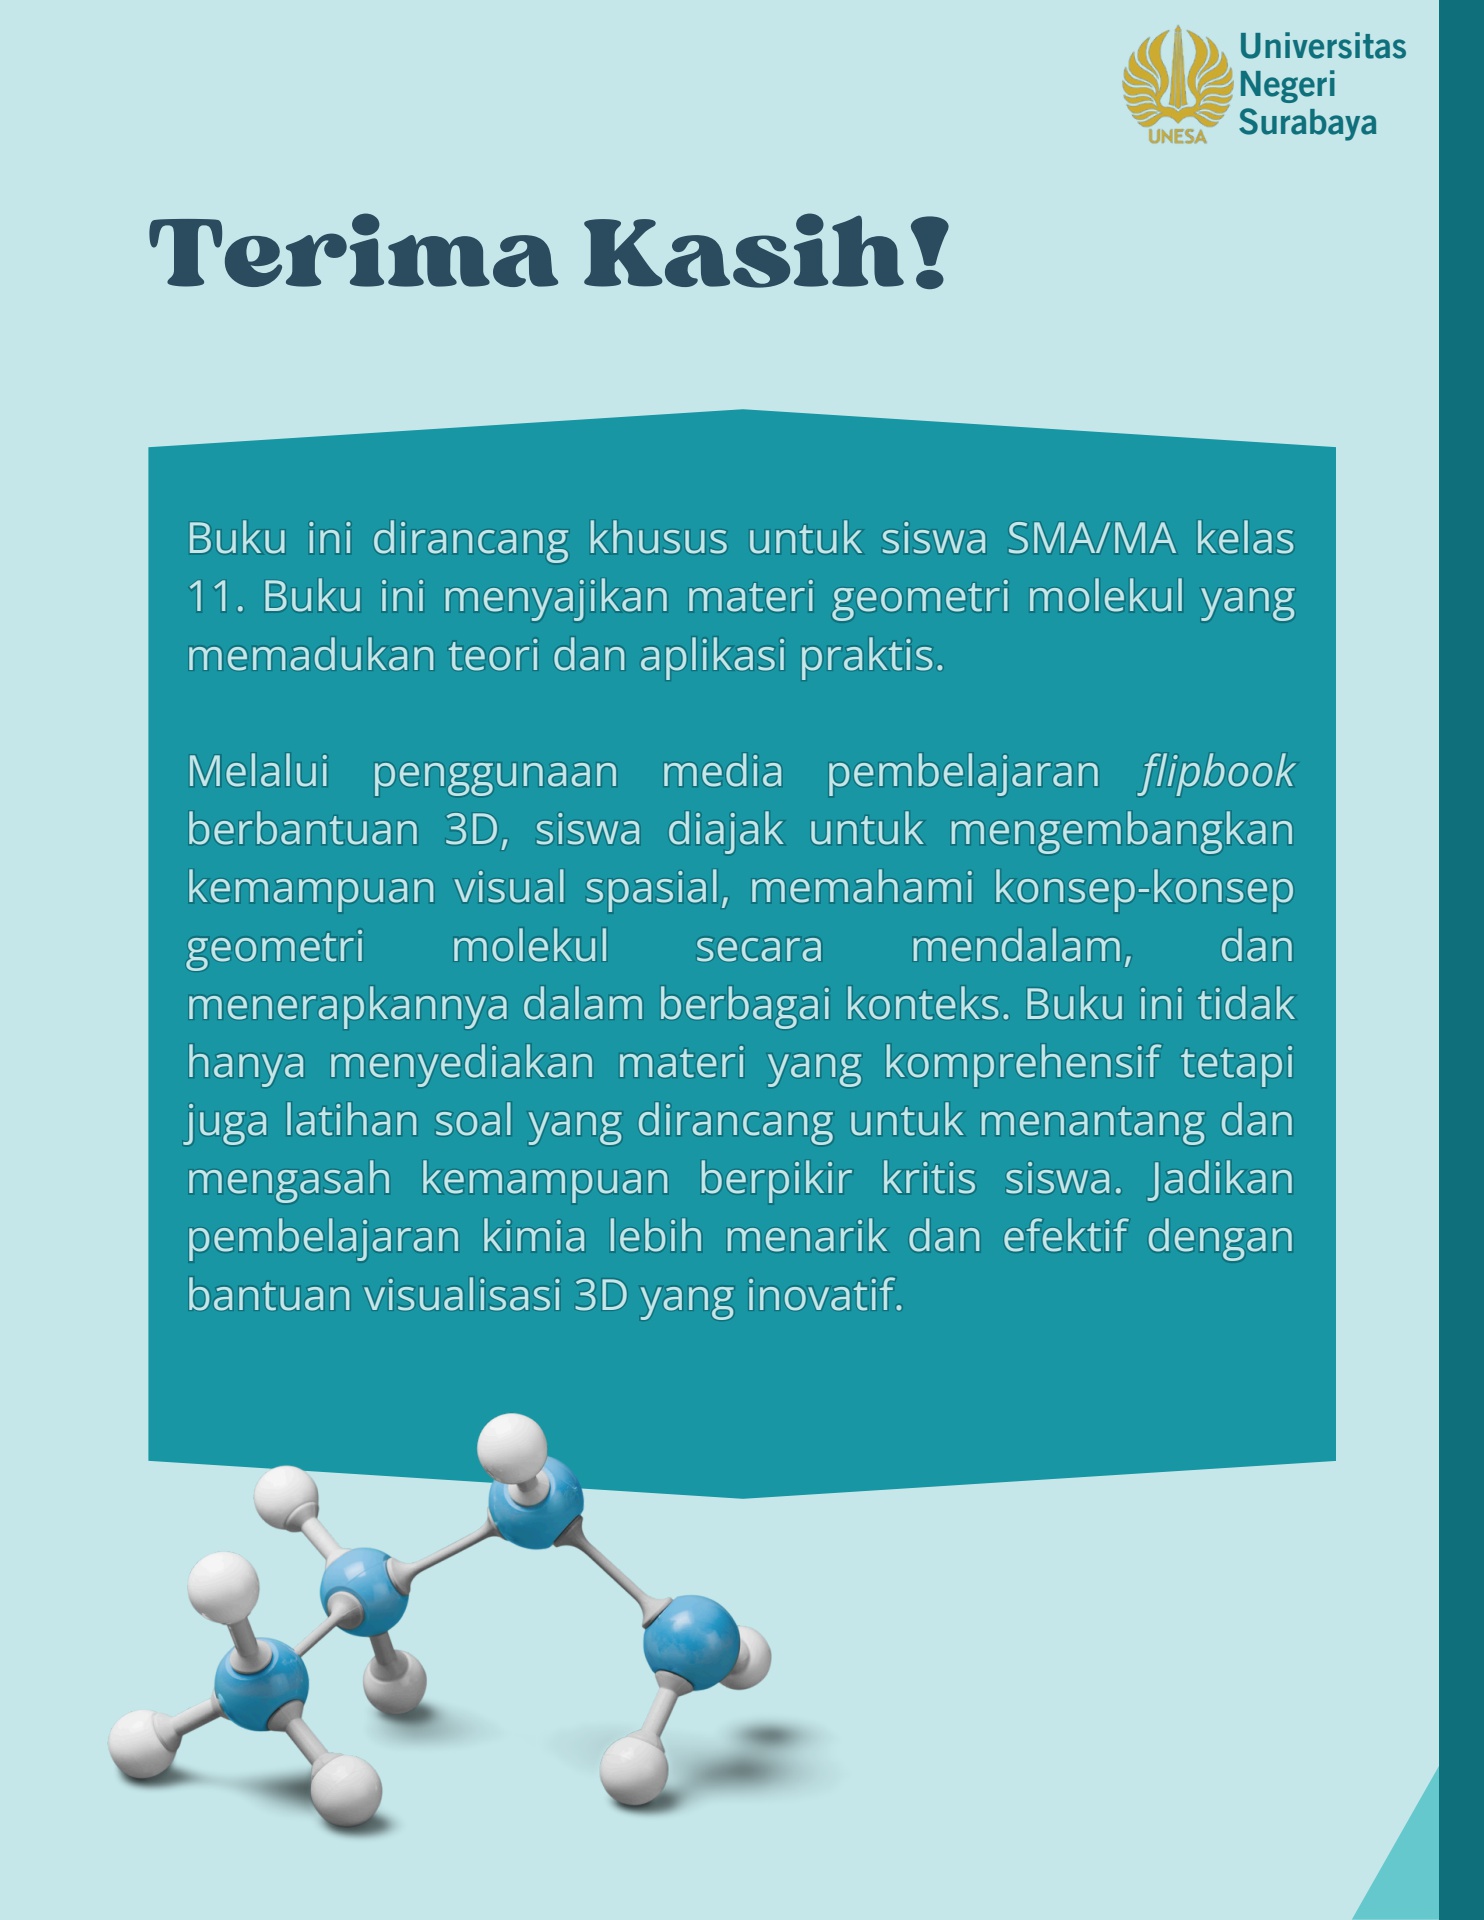 Universitas
Negeri
Surabaya
UNESA
Terima Kasih!
Buku ini dirancang khusus untuk siswa SMA/MA kelas
11. Buku ini menyajikan materi geometri molekul yang
memadukan teori dan aplikasi praktis.
Melalui penggunaan media pembelajaran flipbook
berbantuan 3D, siswa diajak untuk mengembangkan
kemampuan visual spasial, memahami konsep-konsep
geometri molekul secara mendalam, dan
menerapkannya dalam berbagai konteks. Buku ini tidak
hanya menyediakan materi yang komprehensif tetapi
juga latihan soal yang dirancang untuk menantang dan
mengasah kemampuan berpikir kritis siswa. Jadikan
pembelajaran kimia lebih menarik dan efektif dengan
bantuan visualisasi 3D yang inovatif.